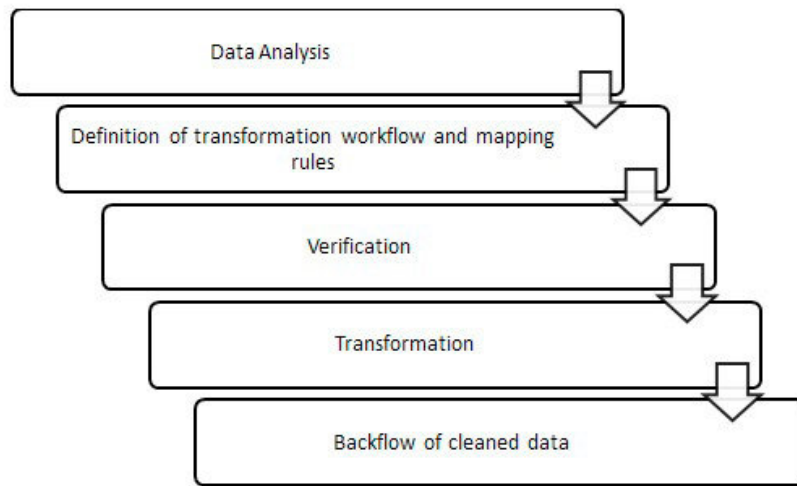 Data Analysis
Definition of transformation workflow and mapping
rules
Verification
Transformation
Backflow of cleaned data